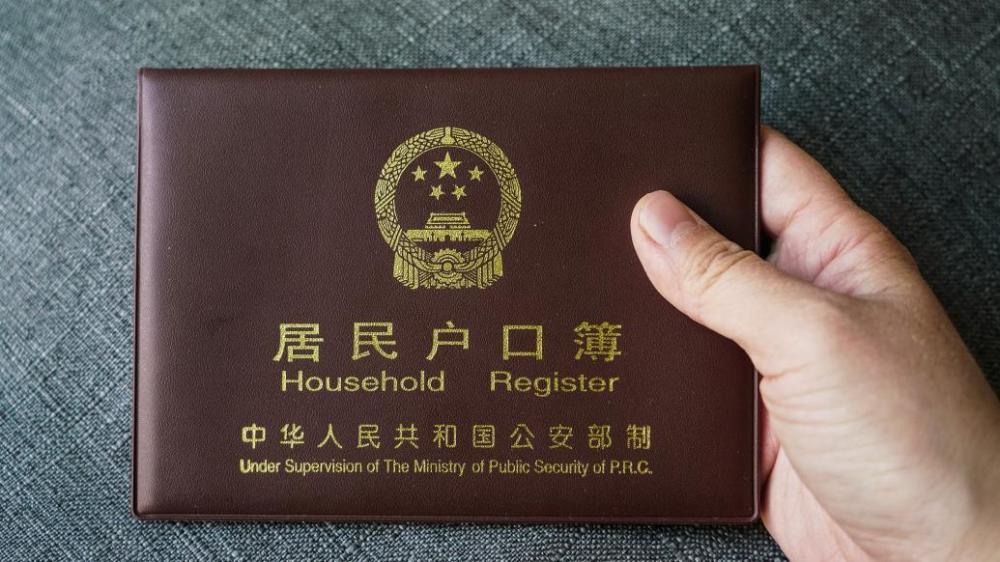 居民户口簿
Household Register
中华人民共和国公安部制
Under Supervision of The Ministry of Public Security of P.R.C.